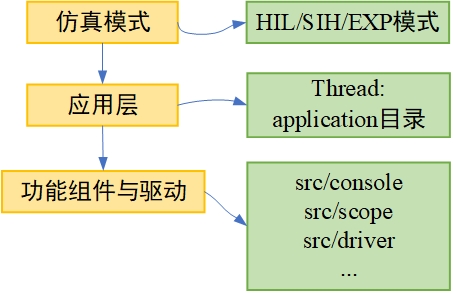 仿真模式
HIL/SIH/EXP模式
应用层
Thread:
application目录
功能组件与驱动
src/console
src/scope
src/driver
...